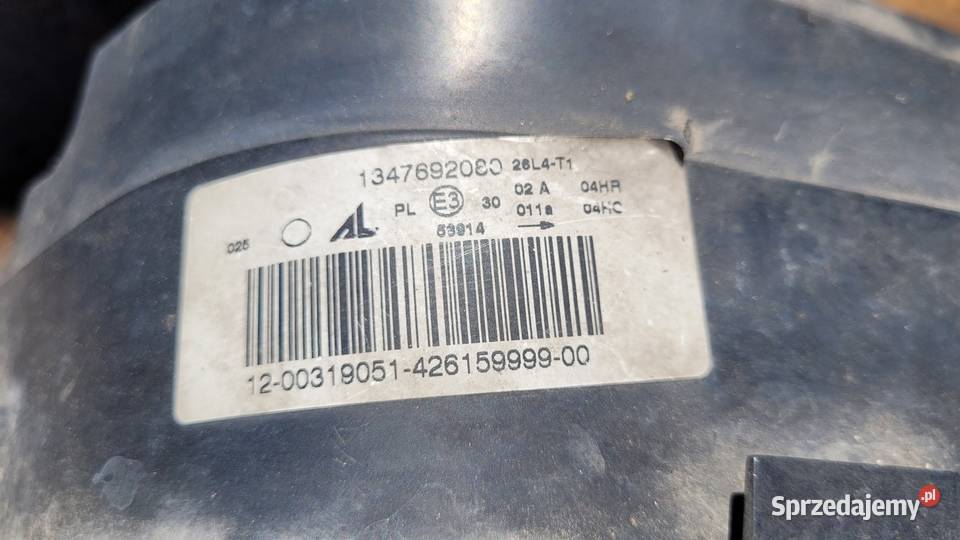 1347692080 26L4-T1
02 A 04HR
PL E3 30 011a 04HC
53914
025
AL
12-00319051-426159999-00
Sprzedajemy.pl